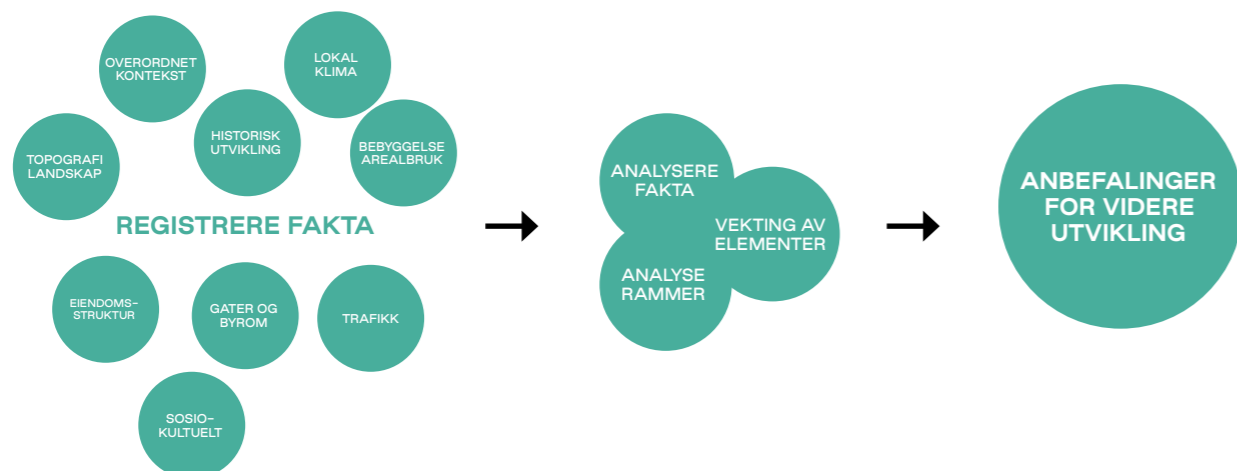 OVERORDNET
KONTEKST
LOKAL
KLIMA
TOPOGRAFI
LANDSKAP
HISTORISK
UTVIKLING
BEBYGGELSE
AREALBRUK
REGISTRERE FAKTA
EIENDOMS-
STRUKTUR
GATER OG
BYROM
TRAFIKK
SOSIO-
KULTUELT
ANALYSERE
FAKTA
VEKTING AV
ELEMENTER
ANALYSE
RAMMER
ANBEFALINGER
FOR VIDERE
UTVIKLING